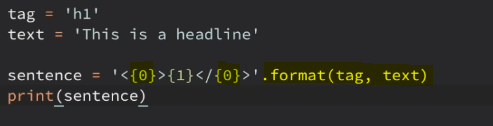 tag = 'h1'
text = 'This is a headline'
sentence = '<{0}>{1}</{0}>'.format(tag, text)
print(sentence)